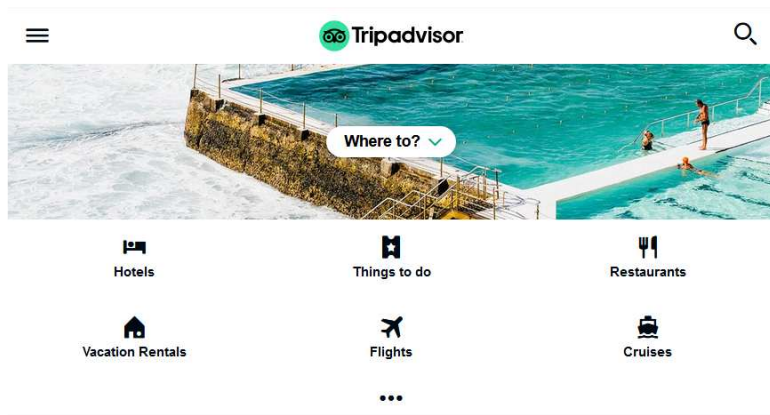 Tripadvisor
Where to?
Hotels
Things to do
Restaurants
Vacation Rentals
Flights
Cruises